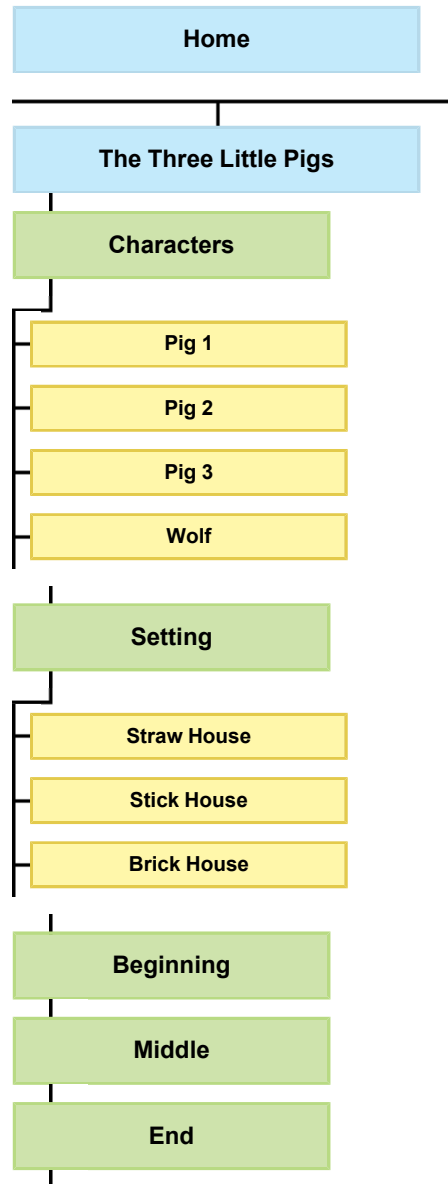 Home
The Three Little Pigs
Characters
Pig 1
Pig 2
Pig 3
Wolf
Setting
Straw House
Stick House
Brick House
Beginning
Middle
End